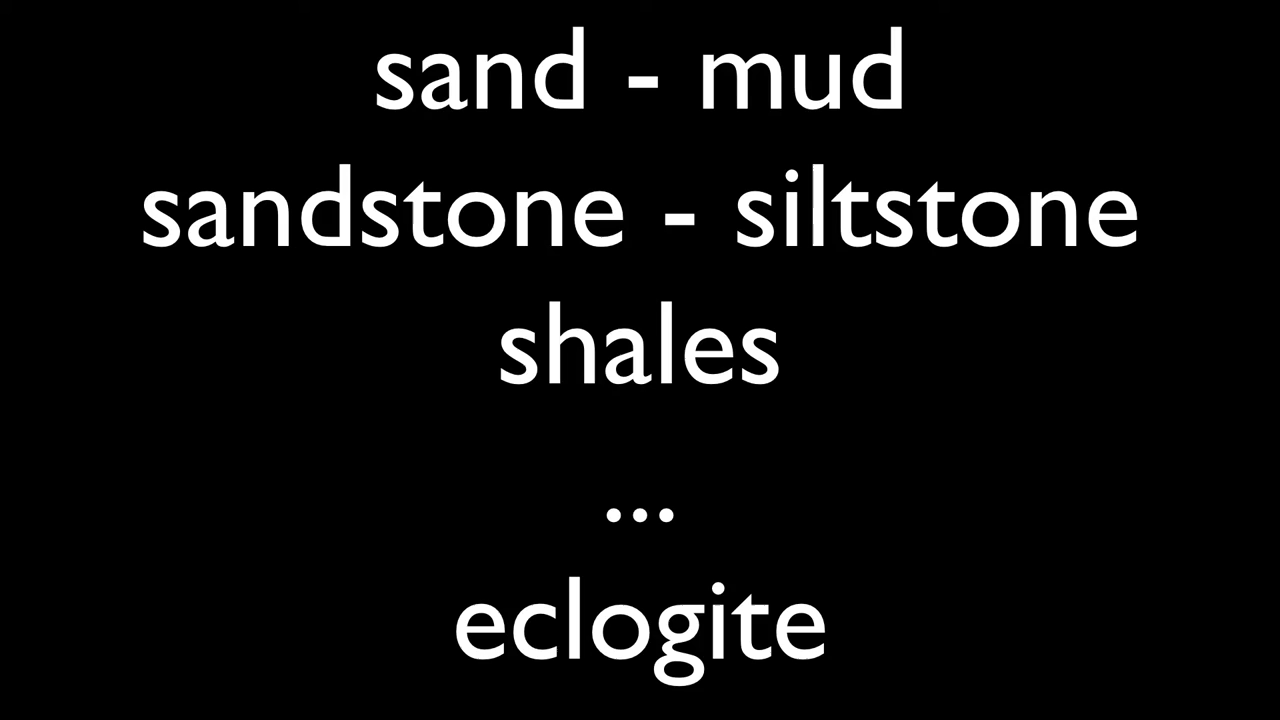 sand - mud
sandstone - siltstone
shales
...
eclogite